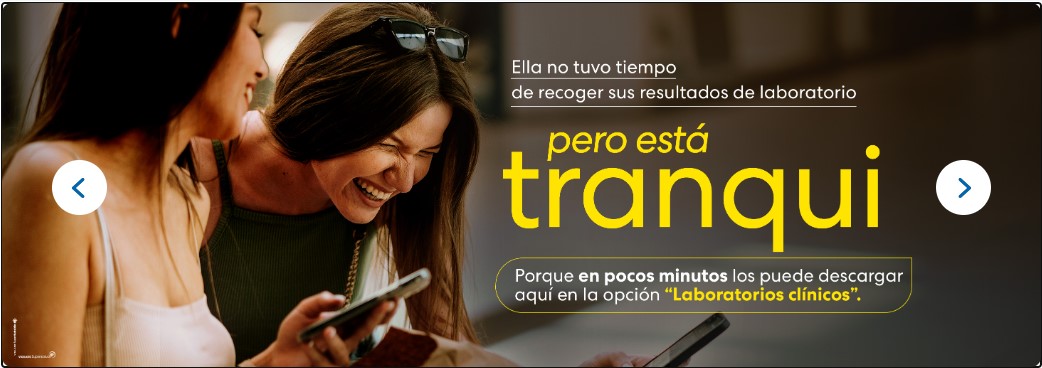 Ella no tuvo tiempo
de recoger sus resultados de laboratorio
pero está
tranqui
Porque en pocos minutos los puede descargar
aquí en la opción “Laboratorios clínicos”.